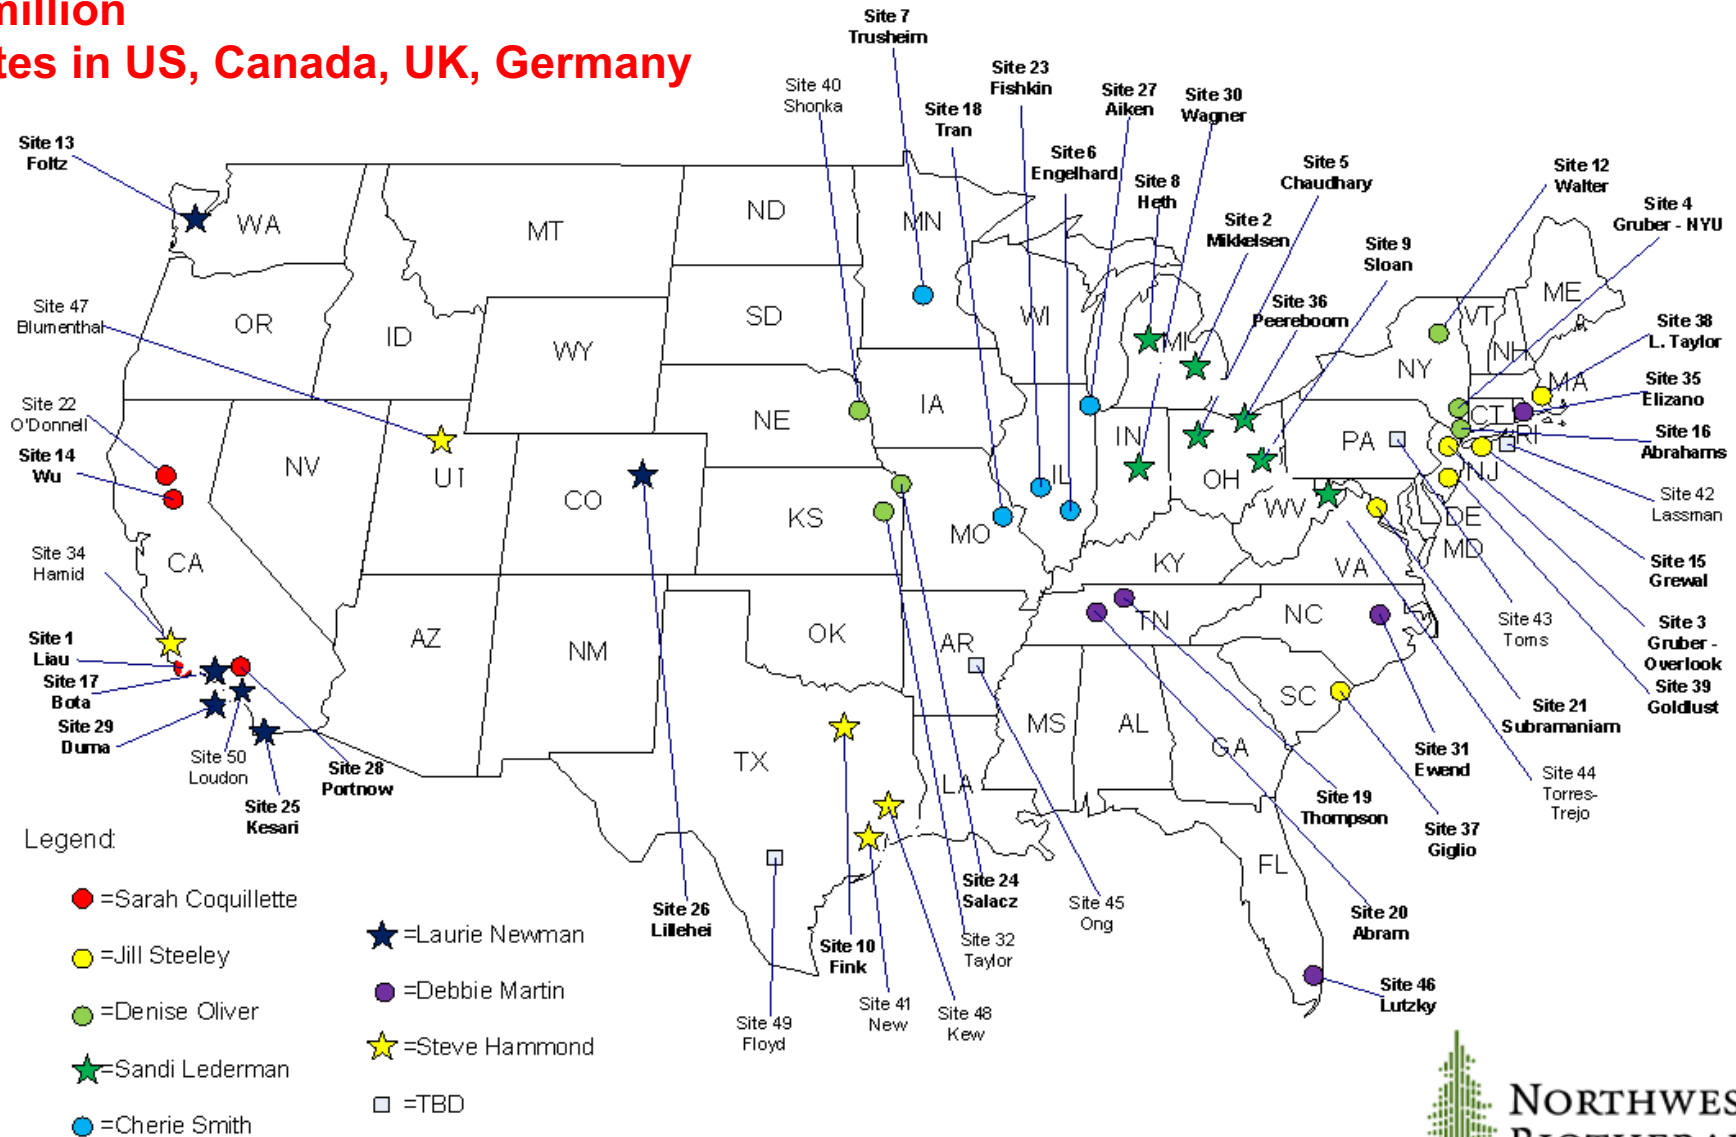 million
tes in US, Canada, UK, Germany
Site 7
Trusheim
Site 40
Shonka
Site 23
Fishkin
Site 27
Aiken
Site 30
Wagner
Site 18
Tran
Site 6
Engelhard
Site 8
Heth
Site 5
Chaudhary
Site 2
Mikkelsen
Site 12
Walter
Site 4
Gruber - NYU
Site 9
Sloan
Site 36
Peereboom
Site 13
Foltz
Site 47
Blumenthal
Site 22
O'Donnell
Site 14
Wu
Site 34
Hamid
Site 1
Liau
Site 17
Bota
Site 29
Duma
Site 50
Loudon
Site 25
Kesari
Site 28
Portnow
Site 38
L. Taylor
Site 35
Elizano
Site 16
Abrahams
Site 42
Lassman
Site 15
Grewal
Site 43
Toms
Site 3
Gruber -
Overlook
Site 39
Goldlust
Site 21
Subramaniam
Site 31
Ewend
Site 44
Torres-
Trejo
Site 19
Thompson
Site 37
Giglio
Site 20
Abram
Site 46
Lutzky
Site 26
Lillehei
Site 10
Fink
Site 24
Salacz
Site 32
Taylor
Site 45
Ong
Site 49
Floyd
Site 41
New
Site 48
Kew
WA
MT
ND
MN
OR
ID
WY
SD
WI
MI
NY
VT
NH
ME
MA
CT
RI
NV
UT
CO
NE
IA
IL
IN
OH
PA
NJ
CA
KS
MO
KY
WV
VA
DE
MD
AZ
NM
OK
AR
TN
NC
SC
TX
LA
MS
AL
GA
FL
Legend:
=Sarah Coquillette
=Jill Steeley
=Denise Oliver
=Sandi Lederman
=Cherie Smith
=Laurie Newman
=Debbie Martin
=Steve Hammond
=TBD
NORTHWES
BIOTHERAP